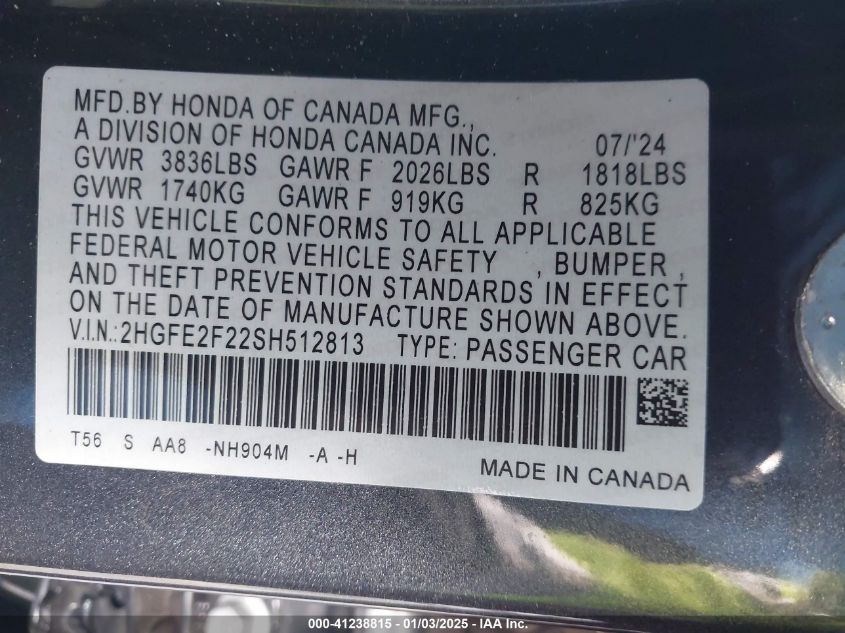 MFD.BY HONDA OF CANADA MFG.,
A DIVISION OF HONDA CANADA INC. 07/'24
GVWR 3836LBS GAWR F 2026LBS R 1818LBS
GVWR 1740KG GAWR F 919KG R 825KG
THIS VEHICLE CONFORMS TO ALL APPLICABLE
FEDERAL MOTOR VEHICLE SAFETY , BUMPER ,
AND THEFT PREVENTION STANDARDS IN EFFECT
ON THE DATE OF MANUFACTURE SHOWN ABOVE.
V.I.N.:2HGFE2F22SH512813 TYPE: PASSENGER CAR
T56 S AA8 -NH904M -A -H
MADE IN CANADA
000-41238815 - 01/03/2025 - IAA Inc.